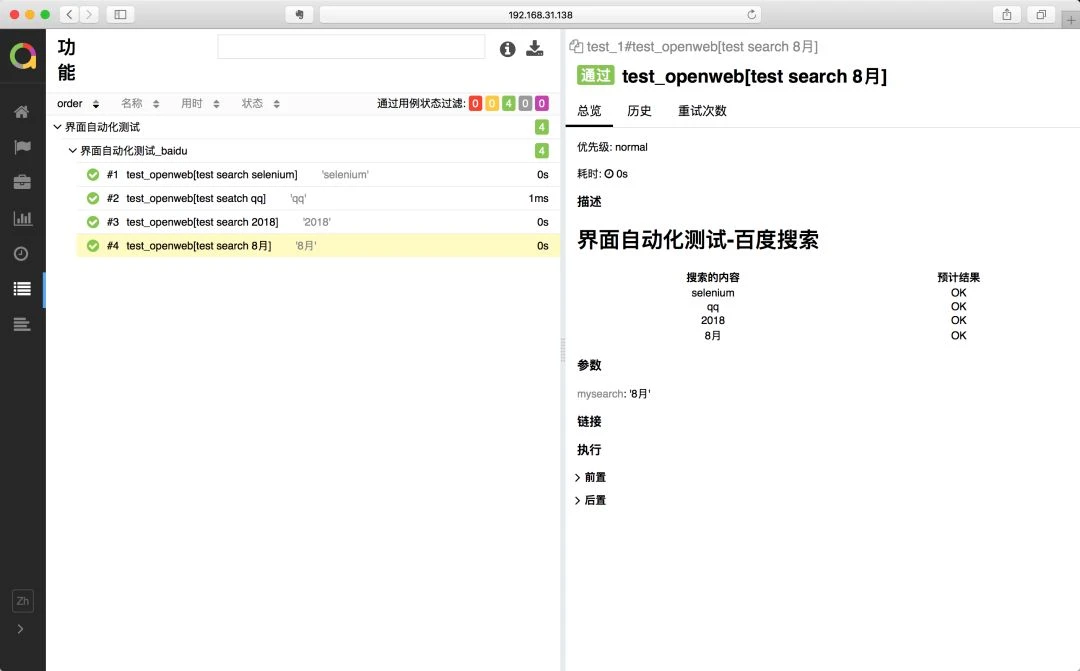 192.168.31.138
功
能
order 名称 用时 状态 通过用例状态过滤: 0 0 4 0 0
界面自动化测试 4
界面自动化测试_baidu 4
#1 test_openweb[test search selenium] 'selenium' 0s
#2 test_openweb[test seatch qq] 'qq' 1ms
#3 test_openweb[test search 2018] '2018' 0s
#4 test_openweb[test search 8月] '8月' 0s
Zh
test_1#test_openweb[test search 8月]
通过 test_openweb[test search 8月]
总览 历史 重试次数
优先级: normal
耗时: 0s
描述
界面自动化测试-百度搜索
搜索的内容 预计结果
selenium OK
qq OK
2018 OK
8月 OK
参数
mysearch: '8月'
链接
执行
前置
后置